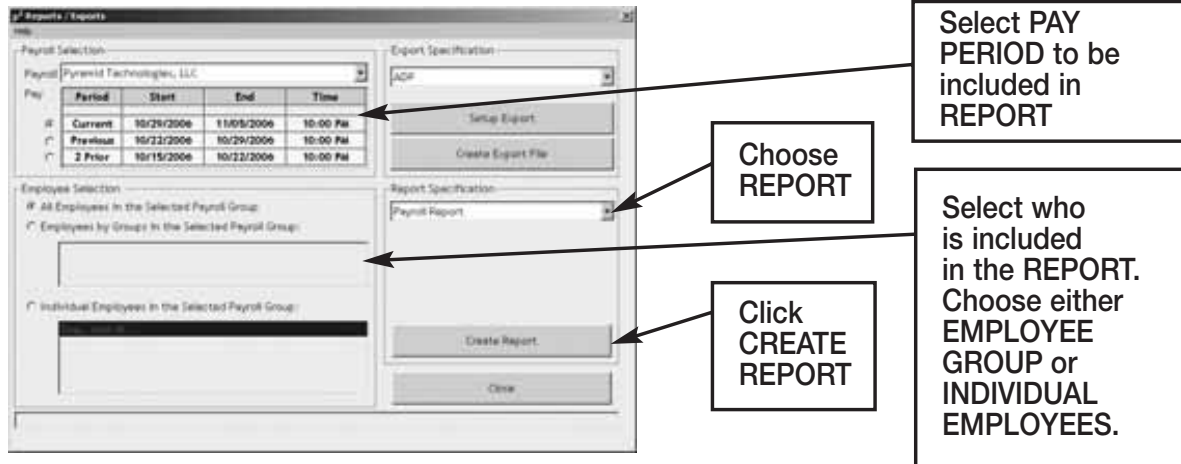 Reports / Exports
Help
Payroll Selection
Payroll Pyramid Technologies, LLC
Pay:
Period Start End Time
Current 10/29/2006 11/05/2006 10:00 PM
Previous 10/22/2006 10/29/2006 10:00 PM
2 Prior 10/15/2006 10/22/2006 10:00 PM
Export Specification
ADP
Setup Export
Create Export File
Employee Selection
All Employees in the Selected Payroll Group
Employees by Groups in the Selected Payroll Group:
Individual Employees in the Selected Payroll Group:
Report Specification
Payroll Report
Create Report
Close
Select PAY
PERIOD to be
included in
REPORT
Choose
REPORT
Select who
is included
in the REPORT.
Choose either
EMPLOYEE
GROUP or
INDIVIDUAL
EMPLOYEES.
Click
CREATE
REPORT